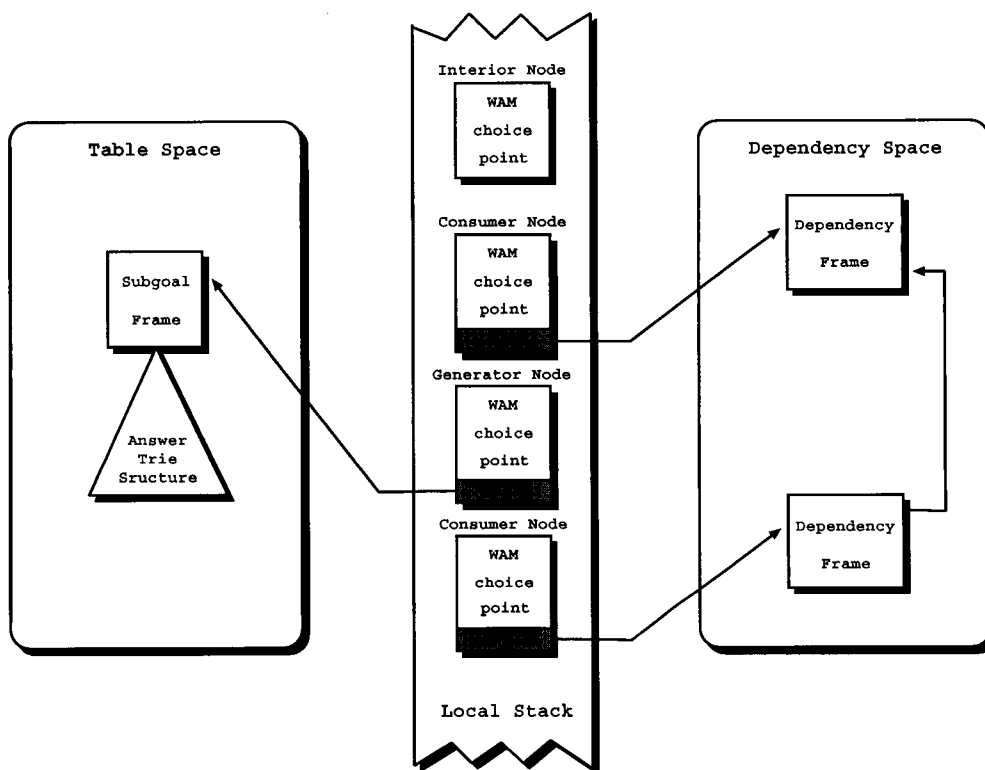 Table Space
Subgoal
Frame
Answer
Trie
Sructure
Interior Node
WAM
choice
point
Consumer Node
WAM
choice
point
Generator Node
WAM
choice
point
Consumer Node
WAM
choice
point
Local Stack
Dependency Space
Dependency
Frame
Dependency
Frame